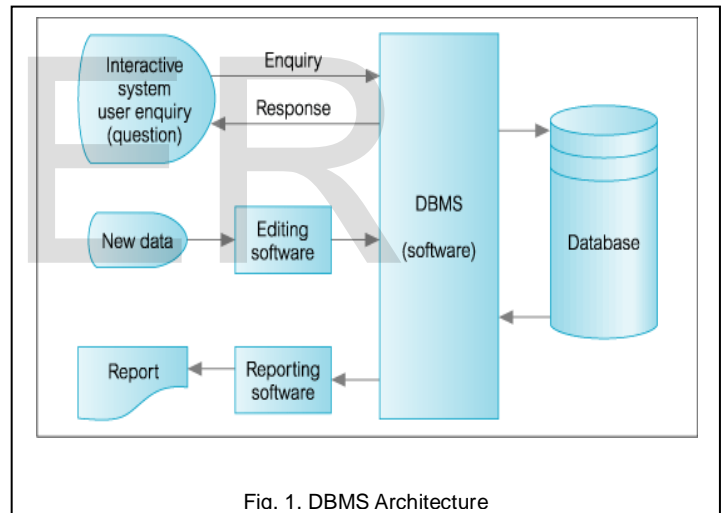 Interactive
system
user enquiry
(question)
Enquiry
Response
DBMS
(software)
Database
New data
Editing
software
Report
Reporting
software
ER
Fig. 1. DBMS Architecture